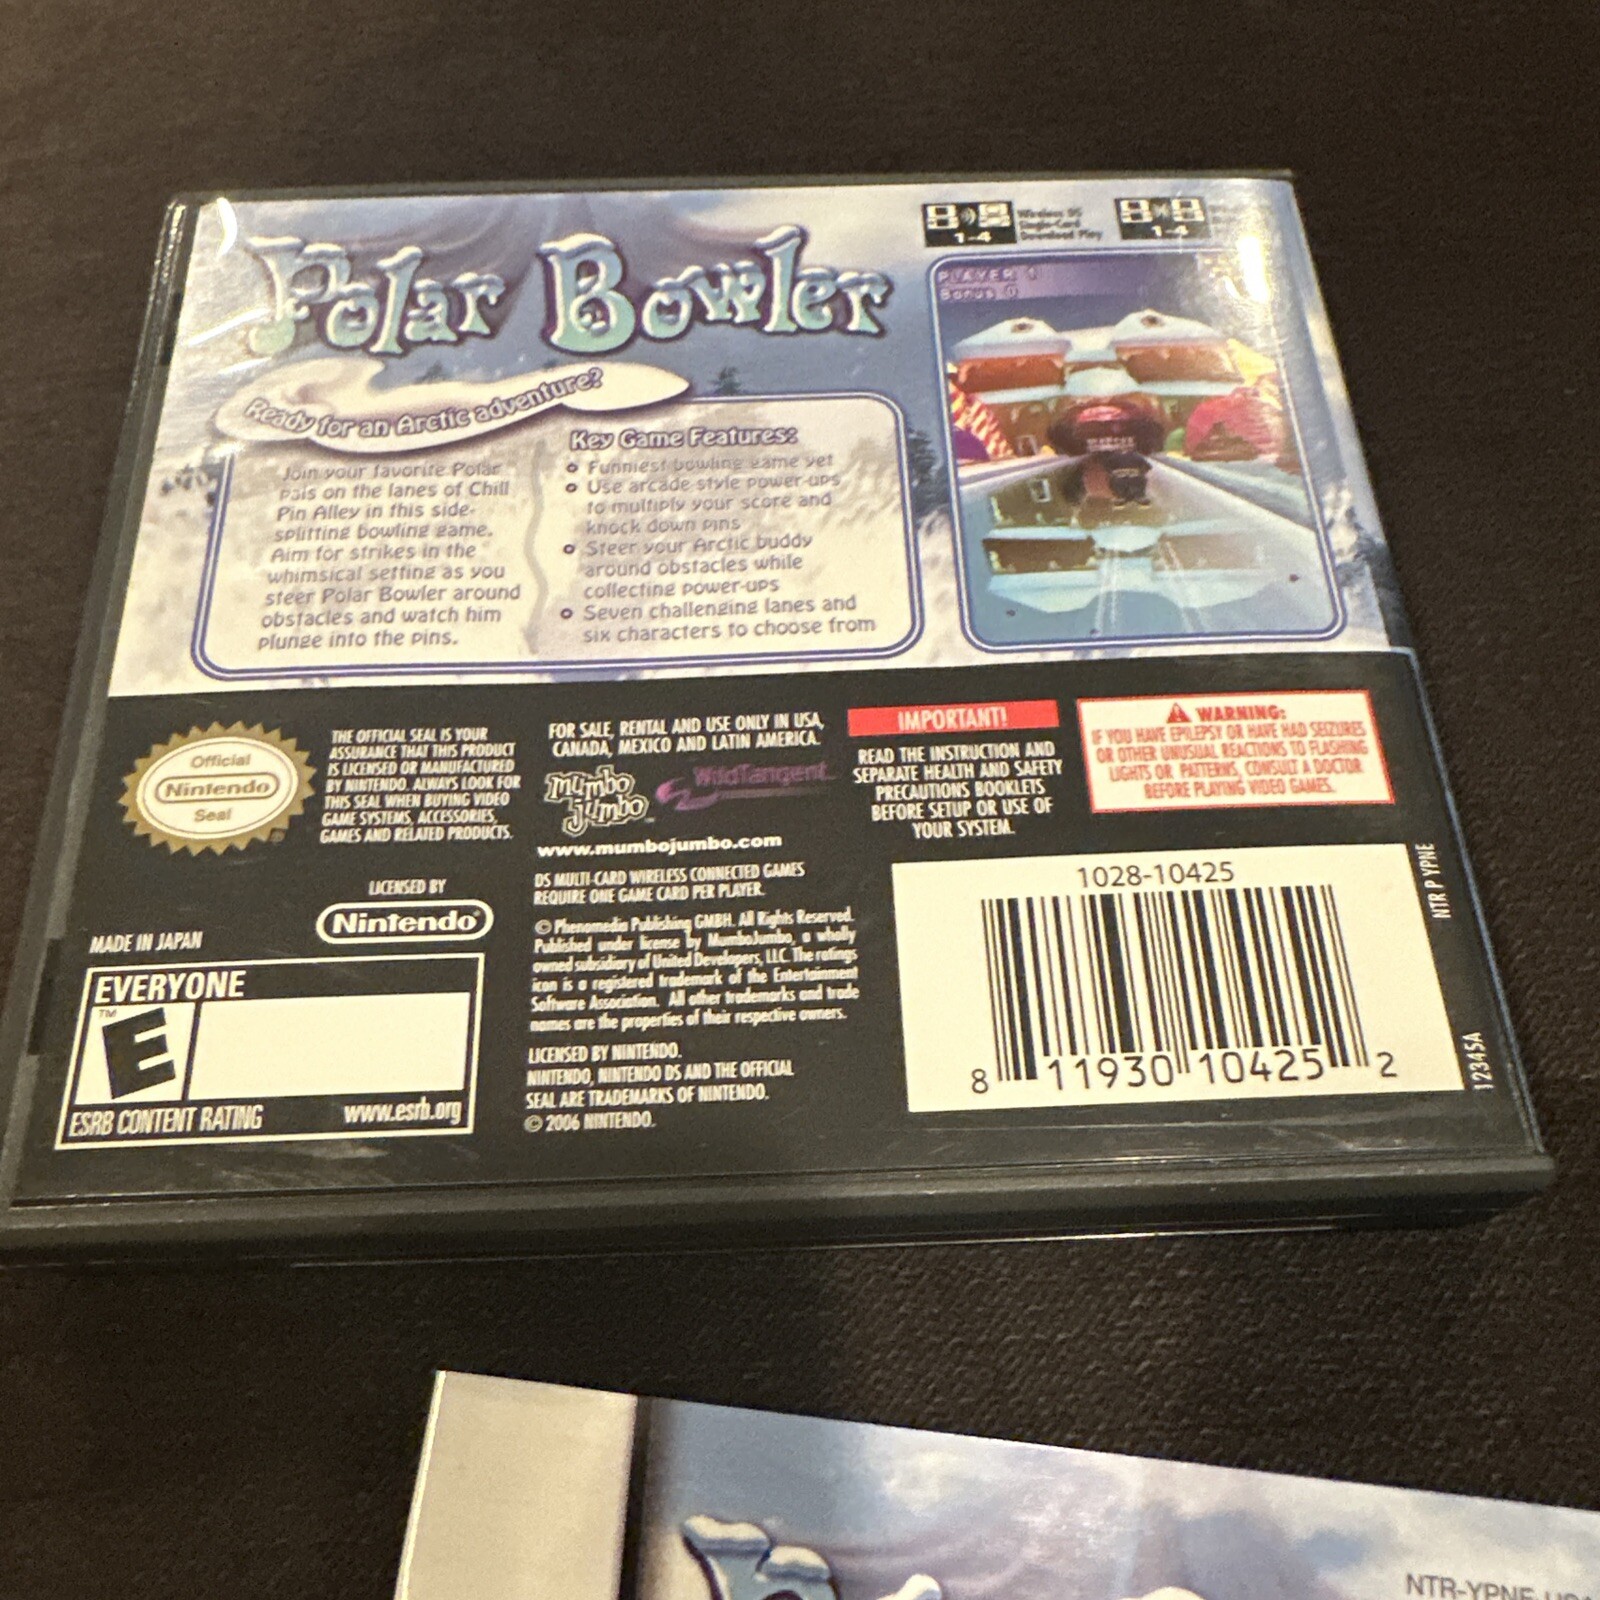 Polar Bowler
Ready for an Arctic adventure?
Join your favorite Polar
pals on the lanes of Chill
Pin Alley in this side-
splitting bowling game.
Aim for strikes in the
whimsical setting as you
steer Polar Bowler around
obstacles and watch him
plunge into the pins.
Key Game Features:
Funniest bowling game yet
Use arcade-style power-ups
to multiply your score and
knock down pins
Steer your Arctic buddy
around obstacles while
collecting power-ups
Seven challenging lanes and
six characters to choose from
1-4
Wireless DS
Single-Card
Download Play
1-4
PLAYER 1
Bonus 0
Official
Nintendo
Seal
THE OFFICIAL SEAL IS YOUR
ASSURANCE THAT THIS PRODUCT
IS LICENSED OR MANUFACTURED
BY NINTENDO. ALWAYS LOOK FOR
THIS SEAL WHEN BUYING VIDEO
GAME SYSTEMS, ACCESSORIES,
GAMES AND RELATED PRODUCTS.
LICENSED BY
Nintendo®
MADE IN JAPAN
EVERYONE
E™
ESRB CONTENT RATING www.esrb.org
FOR SALE, RENTAL AND USE ONLY IN USA,
CANADA, MEXICO AND LATIN AMERICA.
mumbo
jumbo™
WildTangent
www.mumbojumbo.com
DS MULTI-CARD WIRELESS CONNECTED GAMES
REQUIRE ONE GAME CARD PER PLAYER.
© Phenomedia Publishing GMBH. All Rights Reserved.
Published under license by MumboJumbo, a wholly
owned subsidiary of United Developers, LLC. The ratings
icon is a registered trademark of the Entertainment
Software Association. All other trademarks and trade
names are the properties of their respective owners.
LICENSED BY NINTENDO.
NINTENDO, NINTENDO DS AND THE OFFICIAL
SEAL ARE TRADEMARKS OF NINTENDO.
© 2006 NINTENDO.
IMPORTANT!
READ THE INSTRUCTION AND
SEPARATE HEALTH AND SAFETY
PRECAUTIONS BOOKLETS
BEFORE SETUP OR USE OF
YOUR SYSTEM.
WARNING:
IF YOU HAVE EPILEPSY OR HAVE HAD SEIZURES
OR OTHER UNUSUAL REACTIONS TO FLASHING
LIGHTS OR PATTERNS, CONSULT A DOCTOR
BEFORE PLAYING VIDEO GAMES.
1028-10425
8 11930 10425 2
NTR P YPNE
12345A
NTR-YPNE-USA